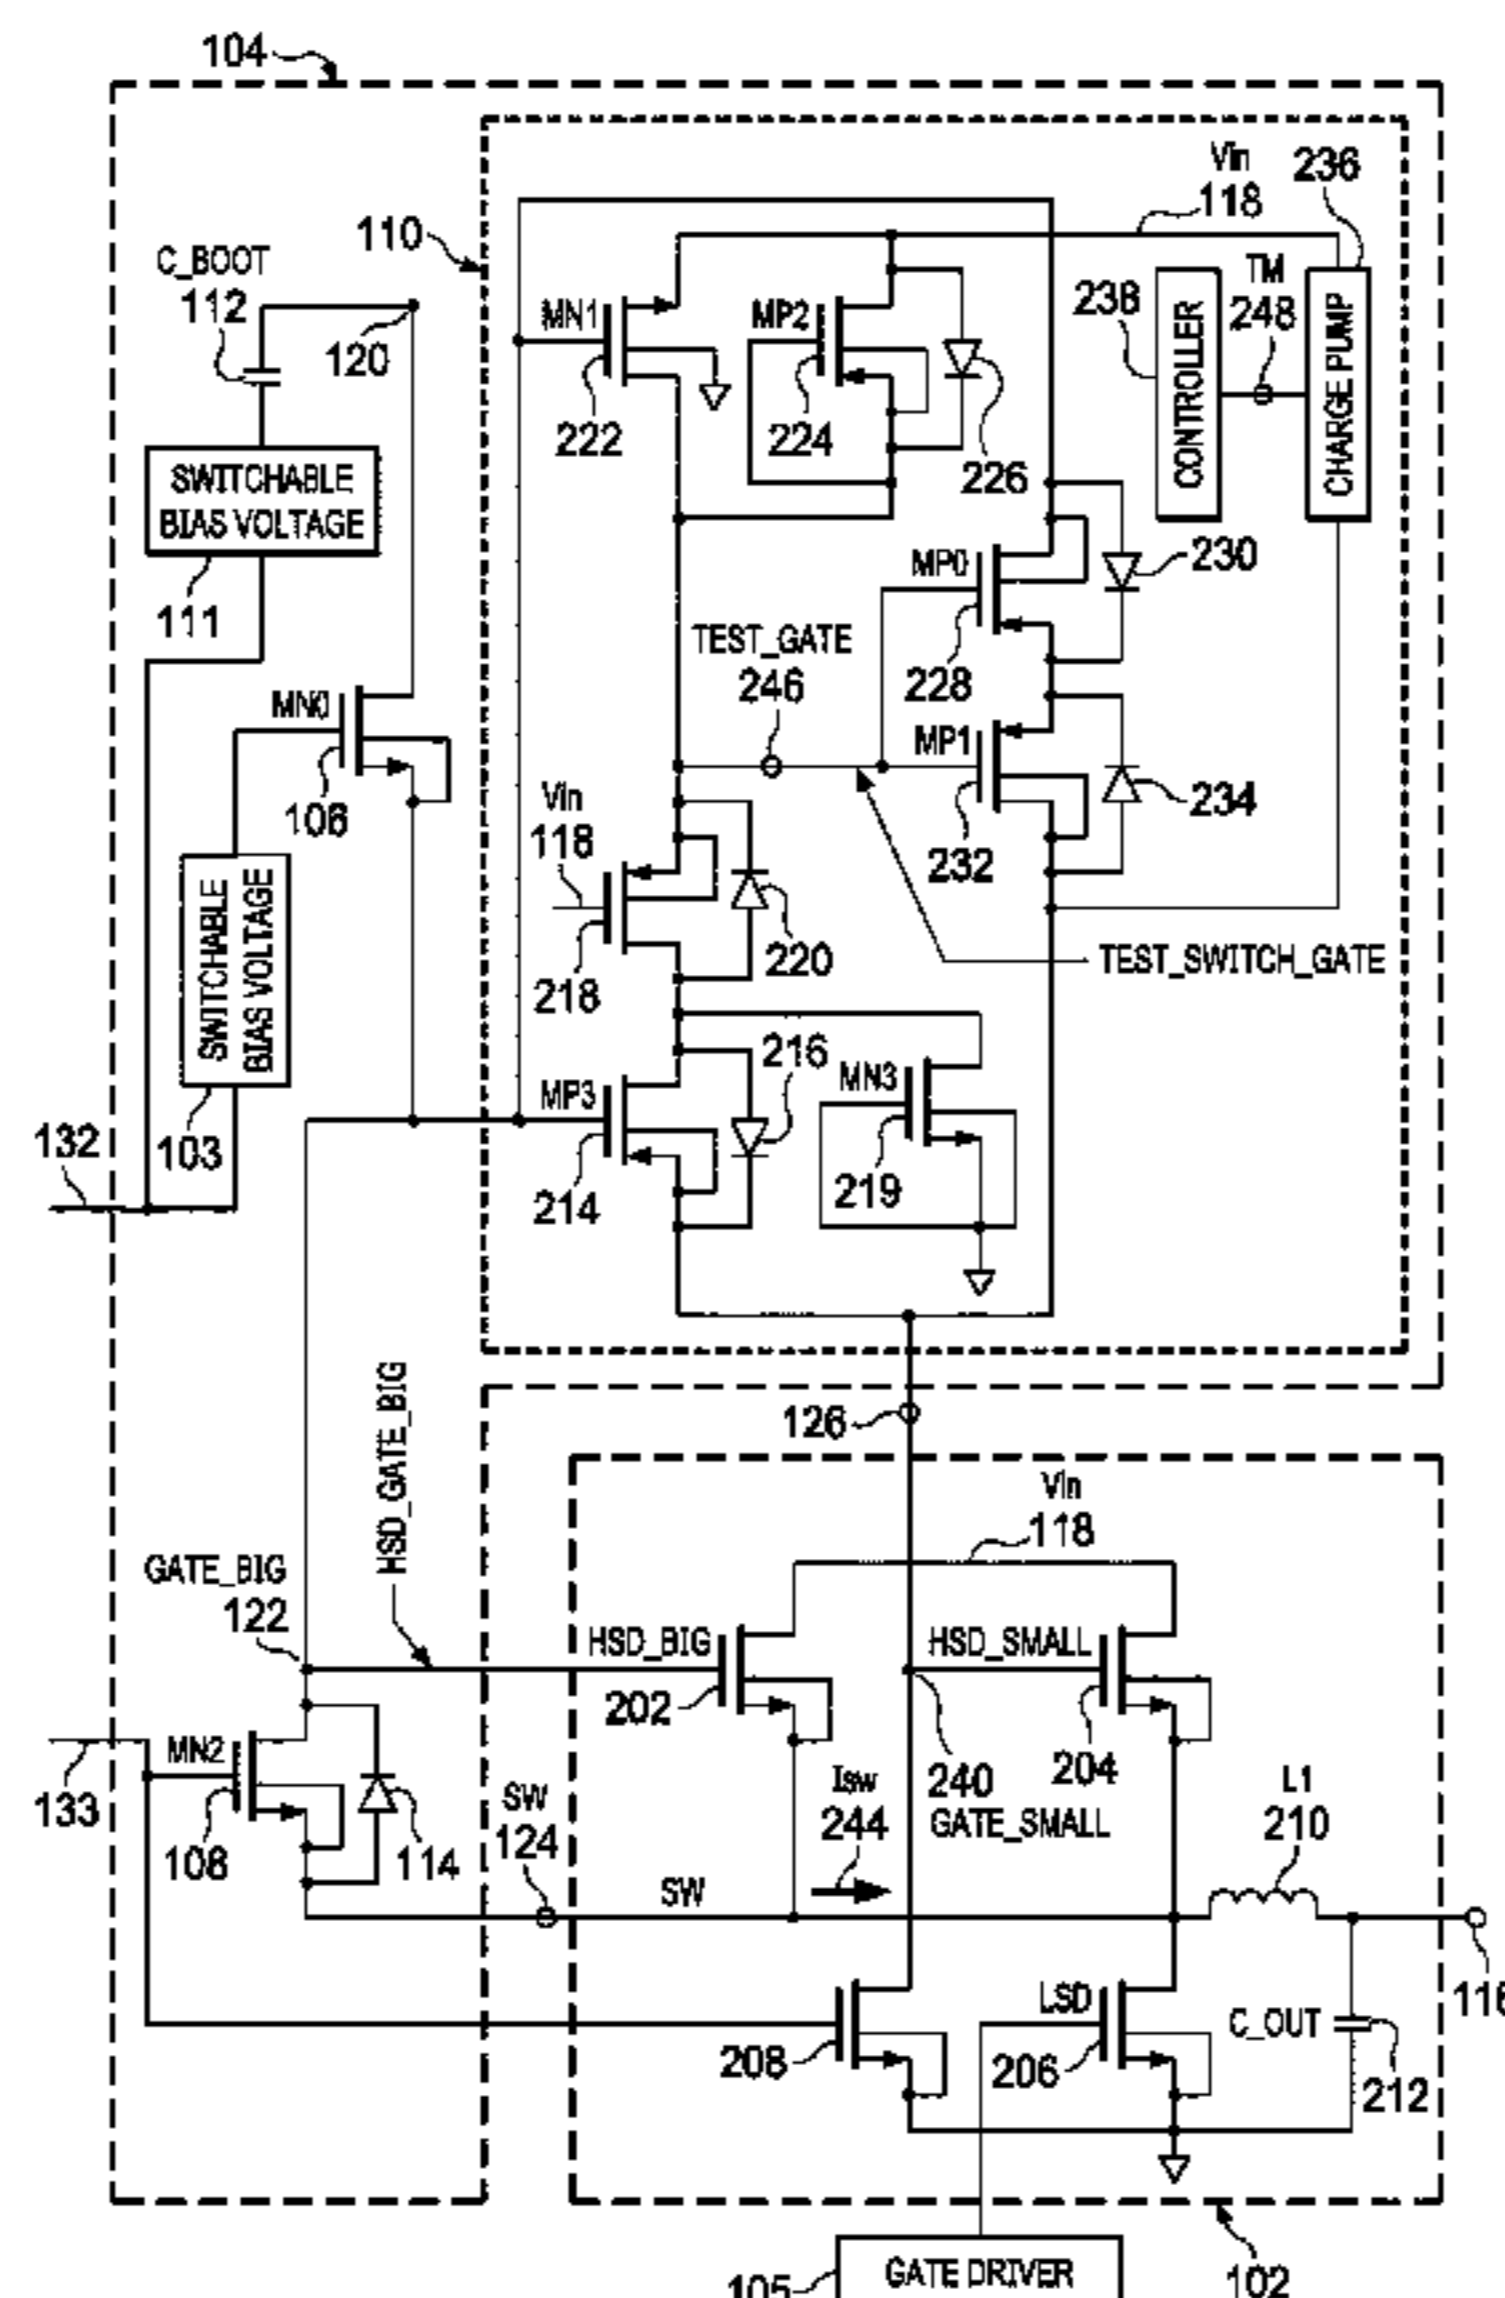 104
110
Vin
118
236
C_BOOT
112
120
MN1
222
MP2
224
226
238
CONTROLLER
TM
248
CHARGE PUMP
SWITCHABLE
BIAS VOLTAGE
111
MP0
228
230
TEST_GATE
246
MN0
106
MP1
232
234
Vin
118
218
220
TEST_SWITCH_GATE
SWITCHABLE
BIAS VOLTAGE
103
132
MP3
214
216
MN3
219
126
HSD_GATE_BIG
GATE_BIG
122
Vin
118
HSD_BIG
202
HSD_SMALL
204
240
GATE_SMALL
133
MN2
108
114
SW
124
SW
Isw
244
L1
210
116
208
LSD
206
C_OUT
212
105
GATE DRIVER
102